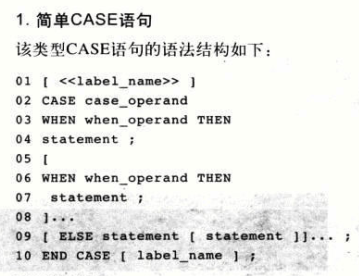 1. 简单CASE语句
该类型CASE语句的语法结构如下：
01 [ <<label_name>> ]
02 CASE case_operand
03 WHEN when_operand THEN
04 statement ;
05 [
06 WHEN when_operand THEN
07  statement ;
08 ]...
09 [ ELSE statement [ statement ]]... ;
10 END CASE [ label_name ] ;